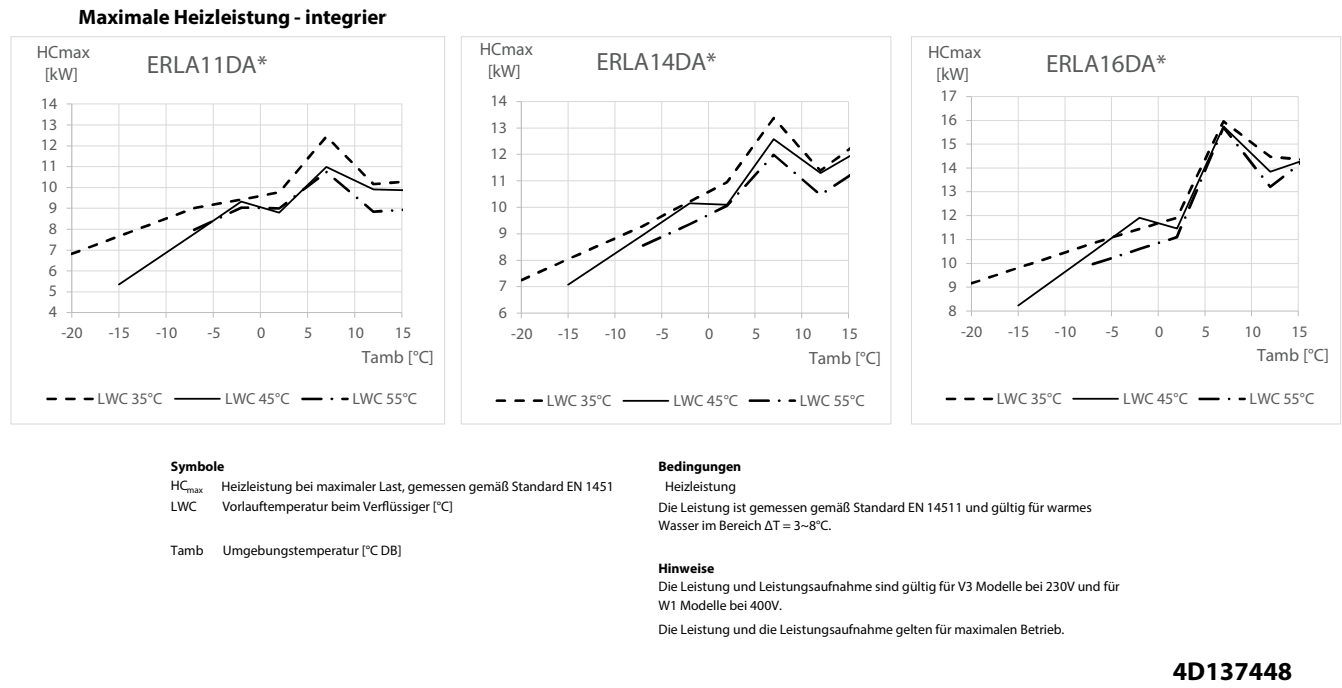 Maximale Heizleistung - integrier
HCmax
[kW]
ERLA11DA*
14
13
12
11
10
9
8
7
6
5
4
-20 -15 -10 -5 0 5 10 15
Tamb [°C]
LWC 35°C LWC 45°C LWC 55°C
HCmax
[kW]
ERLA14DA*
14
13
12
11
10
9
8
7
6
-20 -15 -10 -5 0 5 10 15
Tamb [°C]
LWC 35°C LWC 45°C LWC 55°C
HCmax
[kW]
ERLA16DA*
17
16
15
14
13
12
11
10
9
8
-20 -15 -10 -5 0 5 10 15
Tamb [°C]
LWC 35°C LWC 45°C LWC 55°C
Symbole
HCmax Heizleistung bei maximaler Last, gemessen gemäß Standard EN 1451
LWC Vorlauftemperatur beim Verflüssiger [°C]
Tamb Umgebungstemperatur [°C DB]
Bedingungen
Heizleistung
Die Leistung ist gemessen gemäß Standard EN 14511 und gültig für warmes
Wasser im Bereich ΔT = 3~8°C.
Hinweise
Die Leistung und Leistungsaufnahme sind gültig für V3 Modelle bei 230V und für
W1 Modelle bei 400V.
Die Leistung und die Leistungsaufnahme gelten für maximalen Betrieb.
4D137448